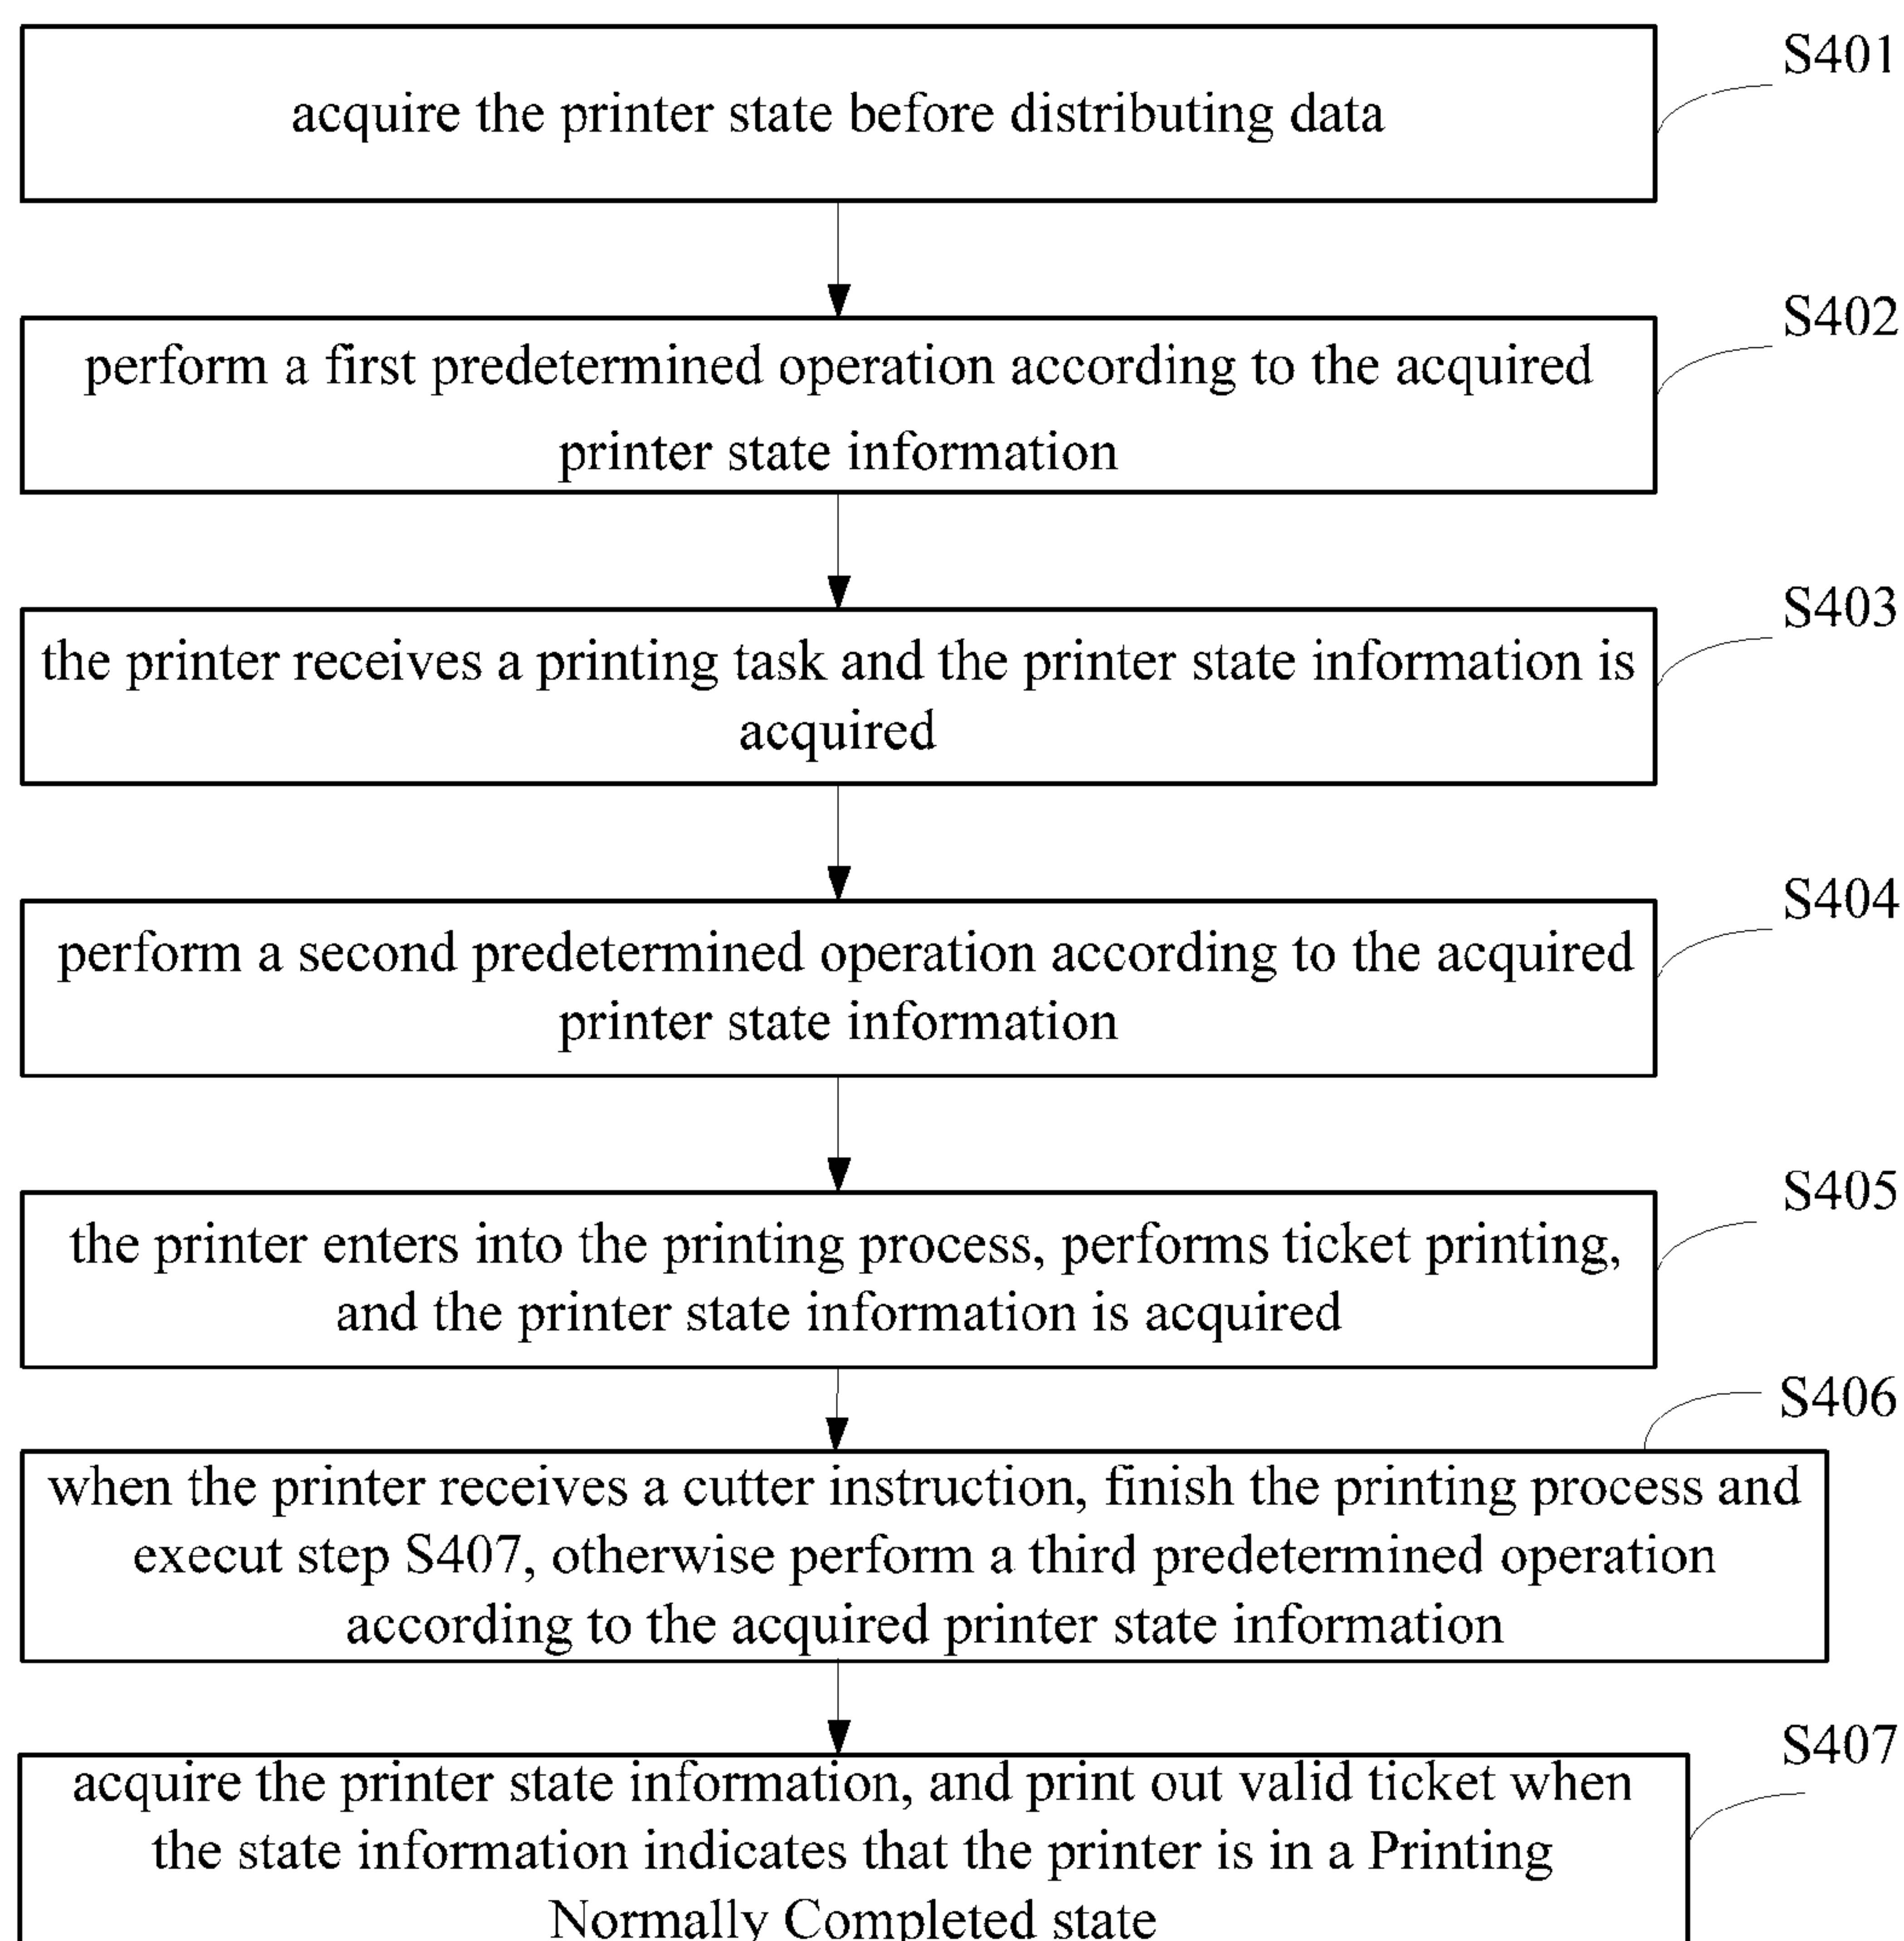 S401
acquire the printer state before distributing data
S402
perform a first predetermined operation according to the acquired
printer state information
S403
the printer receives a printing task and the printer state information is
acquired
S404
perform a second predetermined operation according to the acquired
printer state information
S405
the printer enters into the printing process, performs ticket printing,
and the printer state information is acquired
S406
when the printer receives a cutter instruction, finish the printing process and
execut step S407, otherwise perform a third predetermined operation
according to the acquired printer state information
S407
acquire the printer state information, and print out valid ticket when
the state information indicates that the printer is in a Printing
Normally Completed state